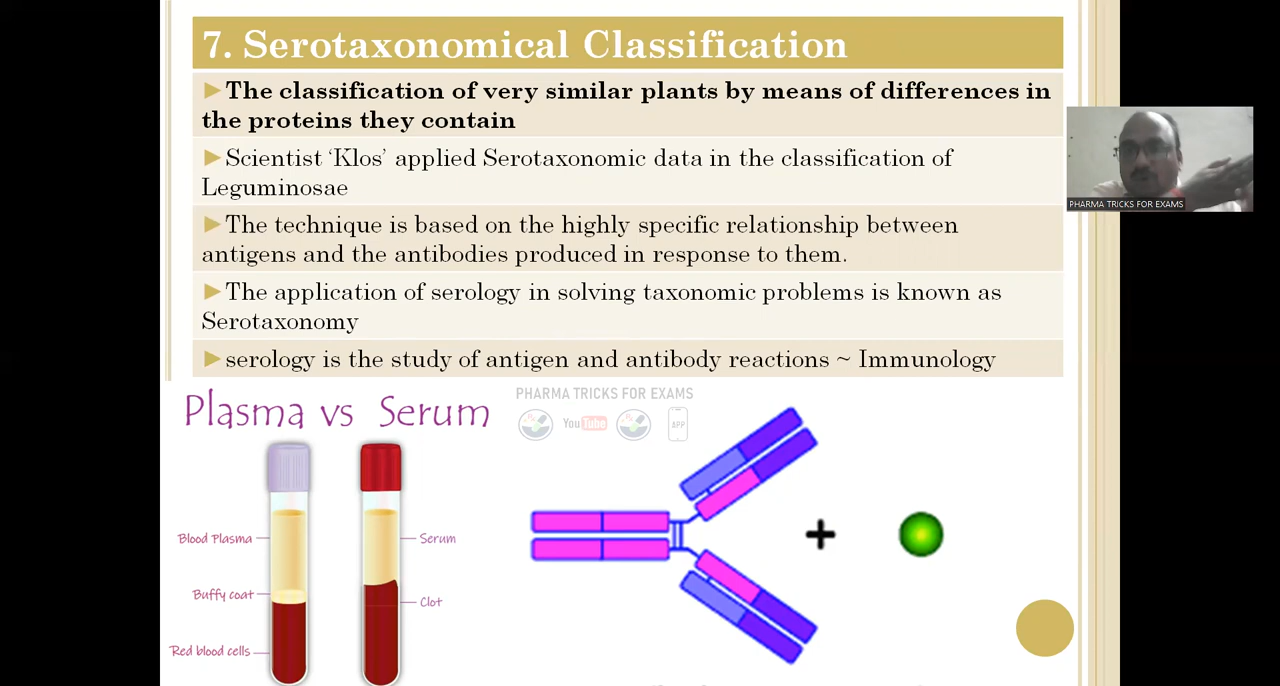 7. Serotaxonomical Classification
►The classification of very similar plants by means of differences in
the proteins they contain
►Scientist ‘Klos’ applied Serotaxonomic data in the classification of
Leguminosae
►The technique is based on the highly specific relationship between
antigens and the antibodies produced in response to them.
►The application of serology in solving taxonomic problems is known as
Serotaxonomy
►serology is the study of antigen and antibody reactions ~ Immunology
PHARMA TRICKS FOR EXAMS
PHARMA TRICKS FOR EXAMS
YouTube
APP
Plasma vs Serum
Blood Plasma
Serum
Buffy coat
Clot
Red blood cells
+